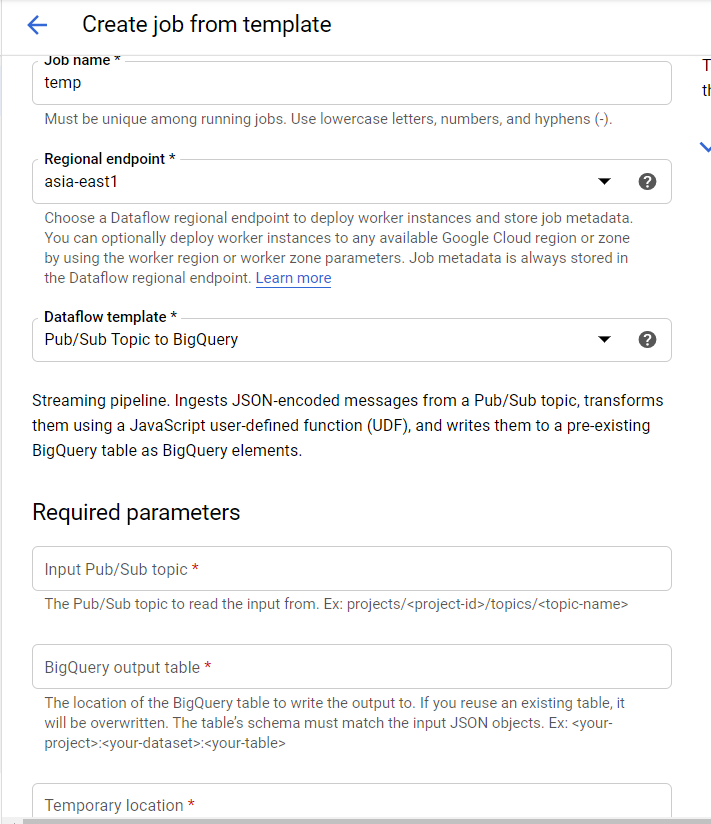 Create job from template
Job name *
temp
Must be unique among running jobs. Use lowercase letters, numbers, and hyphens (-).
Regional endpoint *
asia-east1
Choose a Dataflow regional endpoint to deploy worker instances and store job metadata.
You can optionally deploy worker instances to any available Google Cloud region or zone
by using the worker region or worker zone parameters. Job metadata is always stored in
the Dataflow regional endpoint. Learn more
Dataflow template *
Pub/Sub Topic to BigQuery
Streaming pipeline. Ingests JSON-encoded messages from a Pub/Sub topic, transforms
them using a JavaScript user-defined function (UDF), and writes them to a pre-existing
BigQuery table as BigQuery elements.
Required parameters
Input Pub/Sub topic *
The Pub/Sub topic to read the input from. Ex: projects/<project-id>/topics/<topic-name>
BigQuery output table *
The location of the BigQuery table to write the output to. If you reuse an existing table, it
will be overwritten. The table’s schema must match the input JSON objects. Ex: <your-
project>:<your-dataset>:<your-table>
Temporary location *